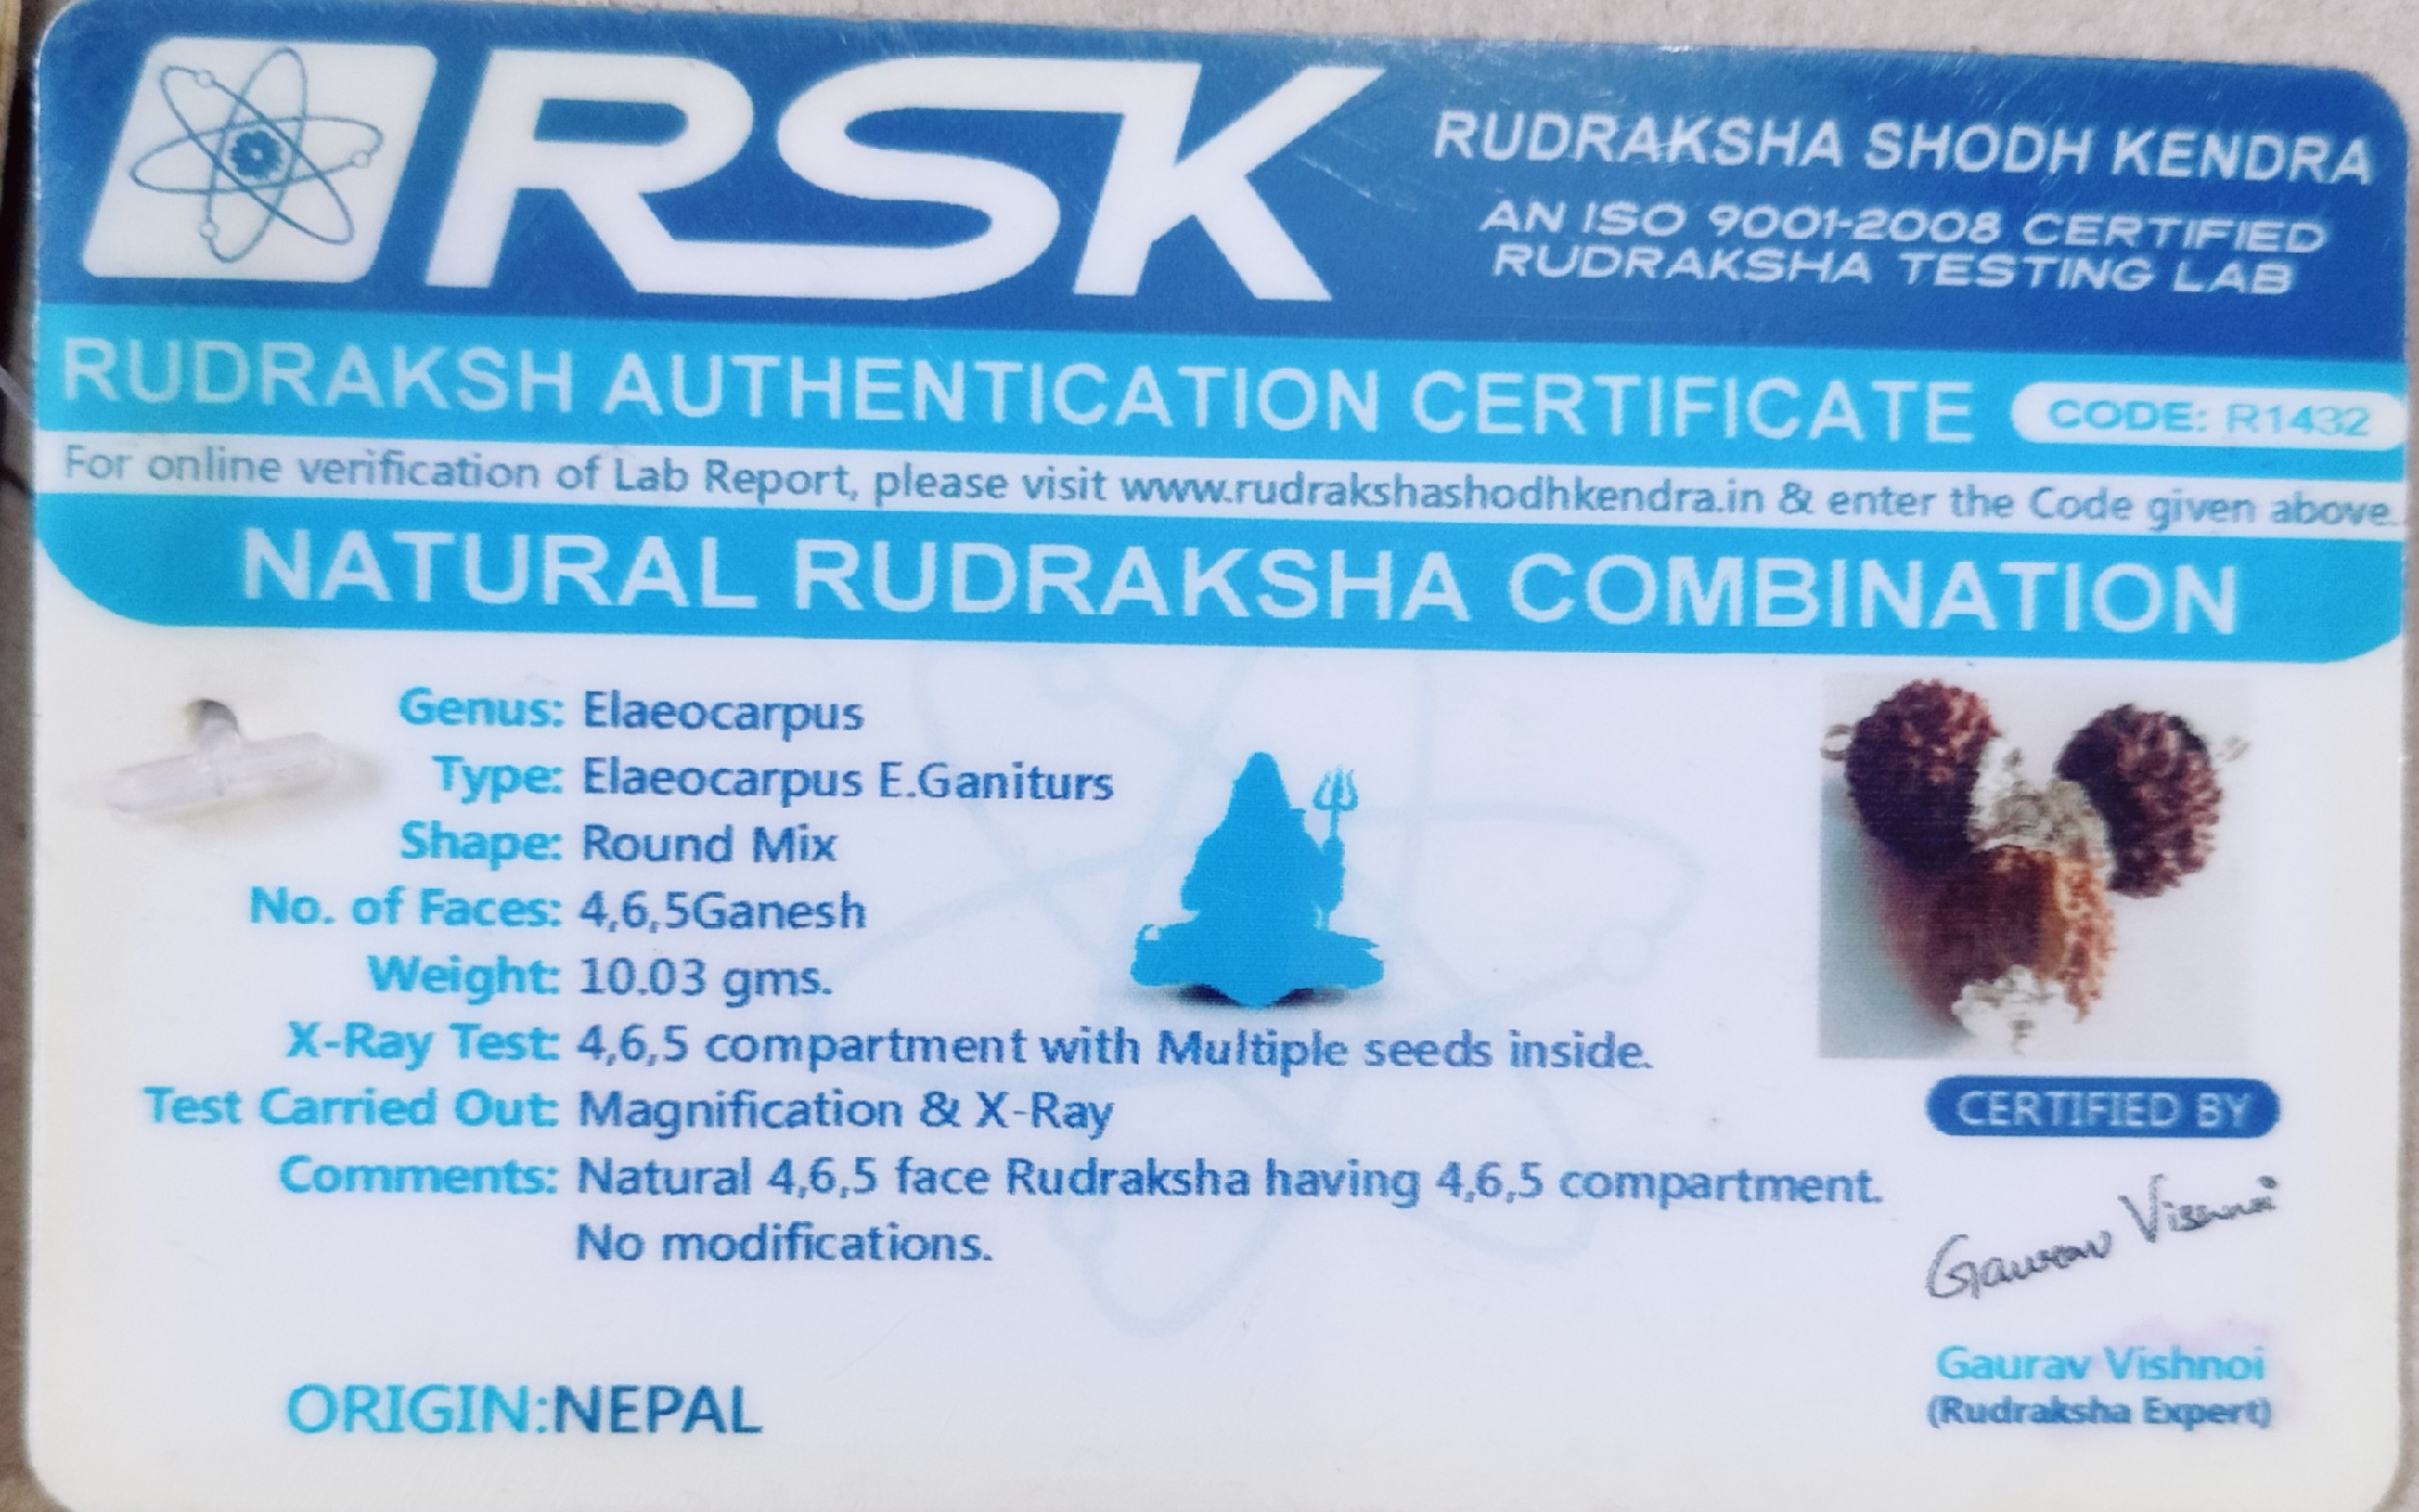 RSK
RUDRAKSHA SHODH KENDRA
AN ISO 9001-2008 CERTIFIED
RUDRAKSHA TESTING LAB
RUDRAKSH AUTHENTICATION CERTIFICATE CODE: R1432
For online verification of Lab Report, please visit www.rudrakshashodhkendra.in & enter the Code given above.
NATURAL RUDRAKSHA COMBINATION
Genus: Elaeocarpus
Type: Elaeocarpus E.Ganiturs
Shape: Round Mix
No. of Faces: 4,6,5Ganesh
Weight: 10.03 gms.
X-Ray Test: 4,6,5 compartment with Multiple seeds inside.
Test Carried Out: Magnification & X-Ray
Comments: Natural 4,6,5 face Rudraksha having 4,6,5 compartment.
No modifications.
ORIGIN:NEPAL
CERTIFIED BY
Gaurav Vishnoi
Gaurav Vishnoi
(Rudraksha Expert)